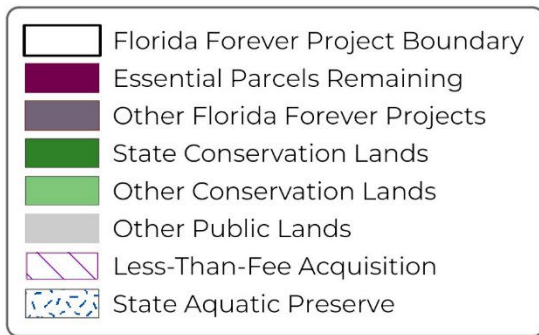 Florida Forever Project Boundary
Essential Parcels Remaining
Other Florida Forever Projects
State Conservation Lands
Other Conservation Lands
Other Public Lands
Less-Than-Fee Acquisition
State Aquatic Preserve